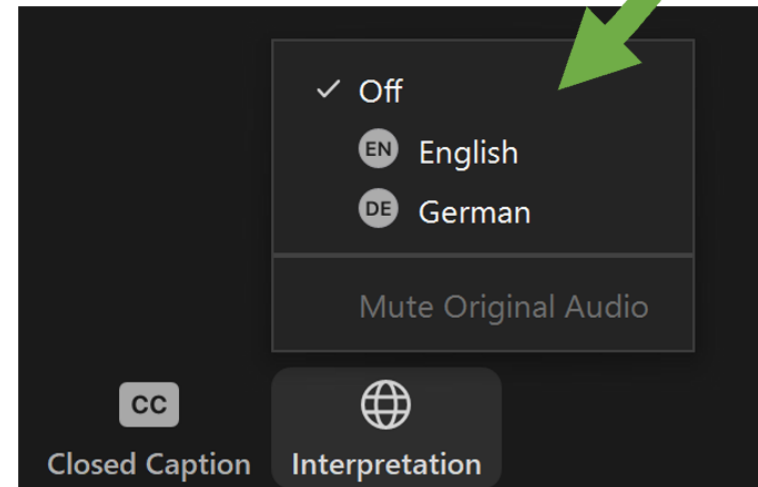 Off
EN English
DE German
Mute Original Audio
CC
Closed Caption
Interpretation